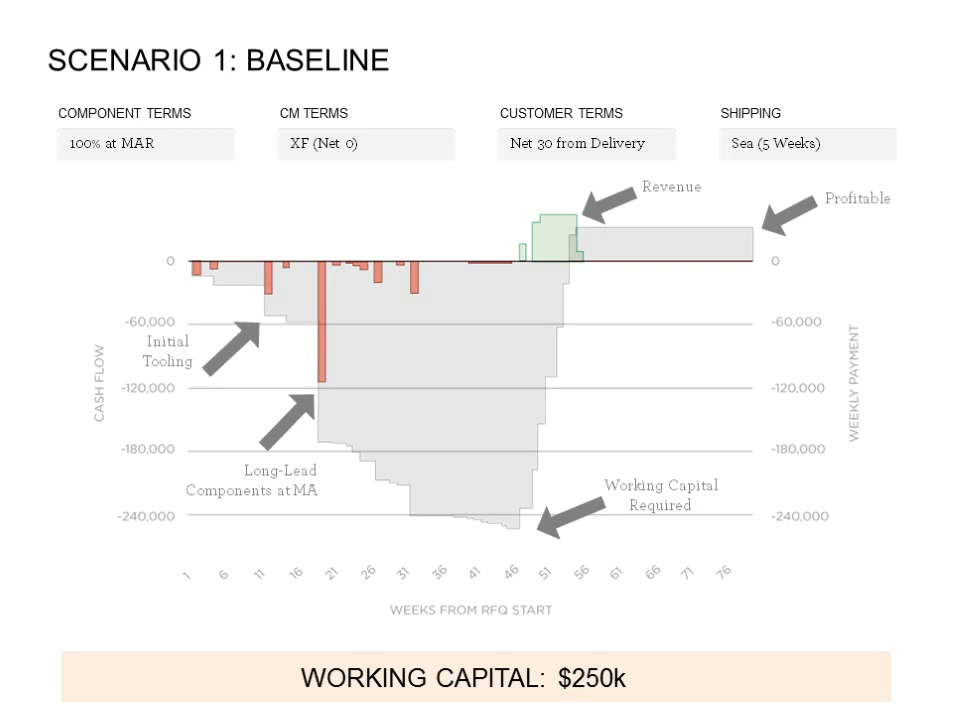 SCENARIO 1: BASELINE
COMPONENT TERMS
CM TERMS
CUSTOMER TERMS
SHIPPING
100% at MAR
XF (Net 0)
Net 30 from Delivery
Sea (5 Weeks)
Revenue
Profitable
0
0
-60,000
-60,000
Initial
Tooling
CASH FLOW
WEEKLY PAYMENT
-120,000
-120,000
-180,000
-180,000
Long-Lead
Components at MA
Working Capital
Required
-240,000
-240,000
1
6
11
16
21
26
31
36
41
46
51
56
61
66
71
76
WEEKS FROM RFQ START
WORKING CAPITAL: $250k